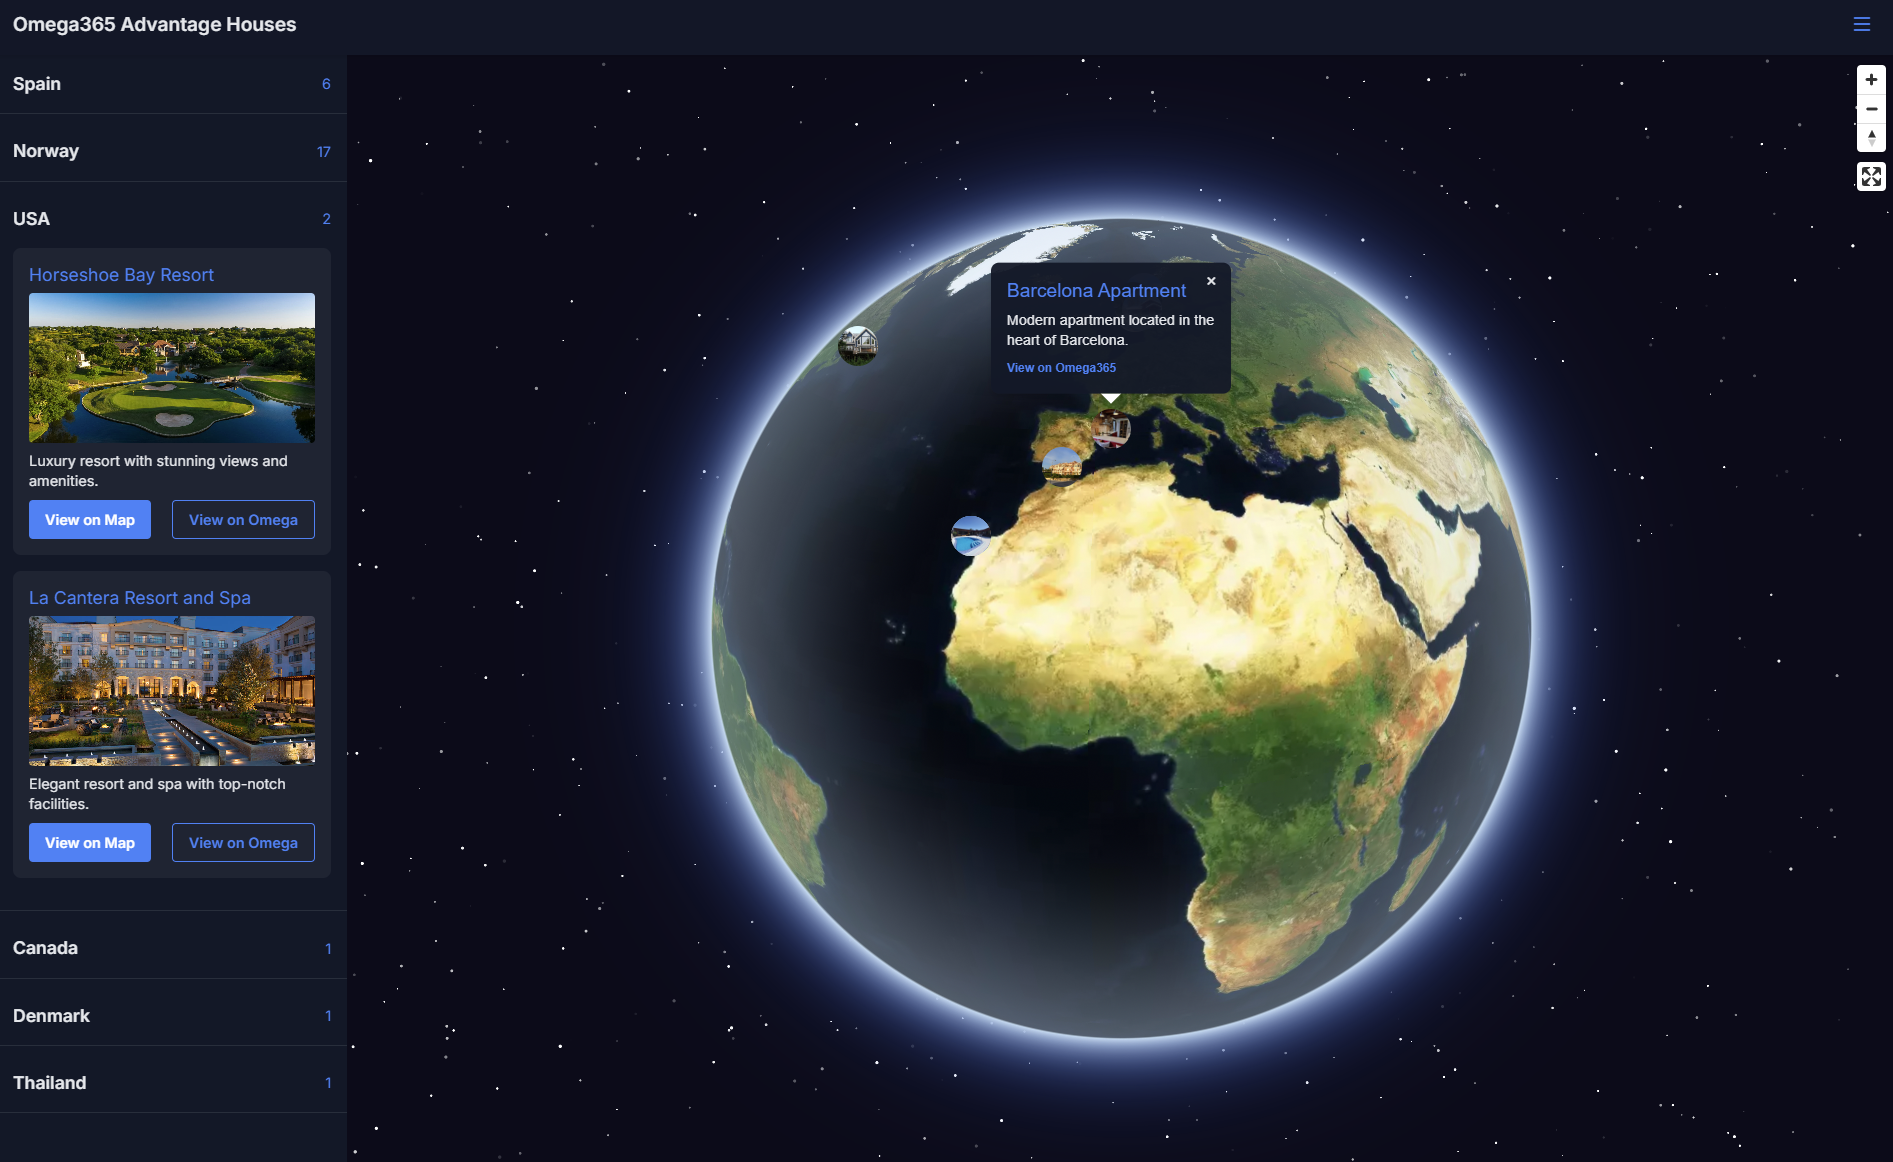 Omega365 Advantage Houses
Spain
6
Norway
17
USA
2
Horseshoe Bay Resort
Luxury resort with stunning views and
amenities.
View on Map
View on Omega
La Cantera Resort and Spa
Elegant resort and spa with top-notch
facilities.
View on Map
View on Omega
Canada
1
Denmark
1
Thailand
1
Barcelona Apartment
×
Modern apartment located in the
heart of Barcelona.
View on Omega365